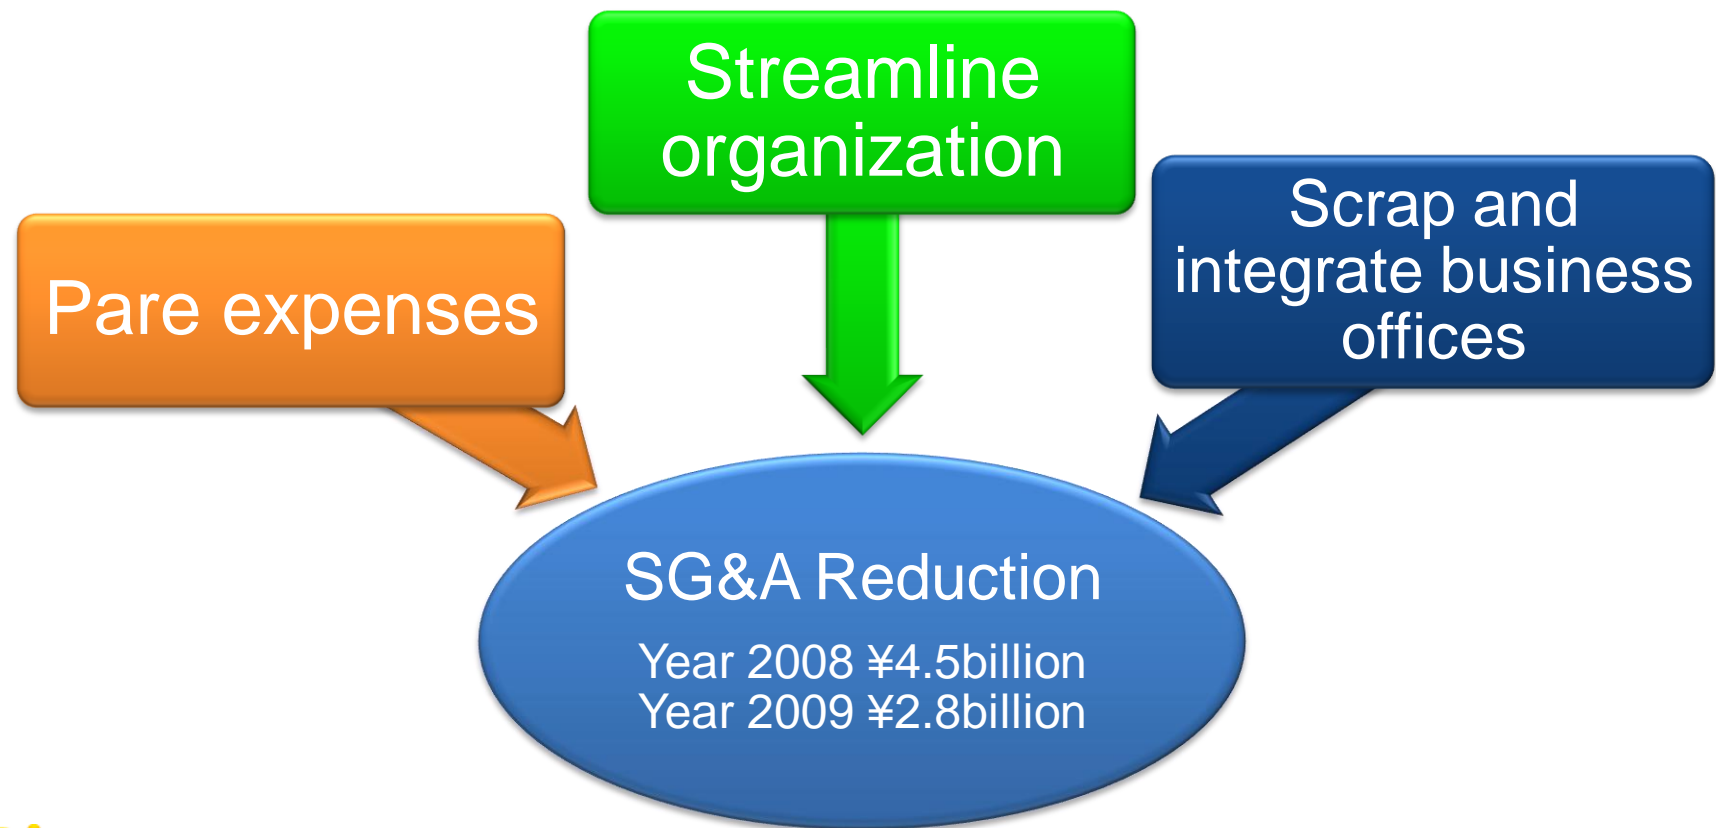 Streamline
organization
Pare expenses
Scrap and
integrate business
offices
SG&A Reduction
Year 2008 ¥4.5billion
Year 2009 ¥2.8billion